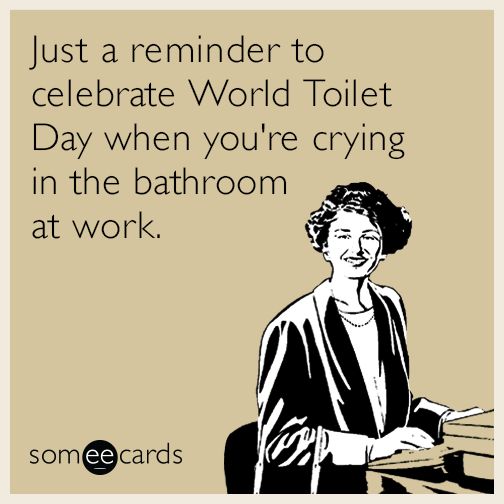 Just a reminder to
celebrate World Toilet
Day when you're crying
in the bathroom
at work.
someecards